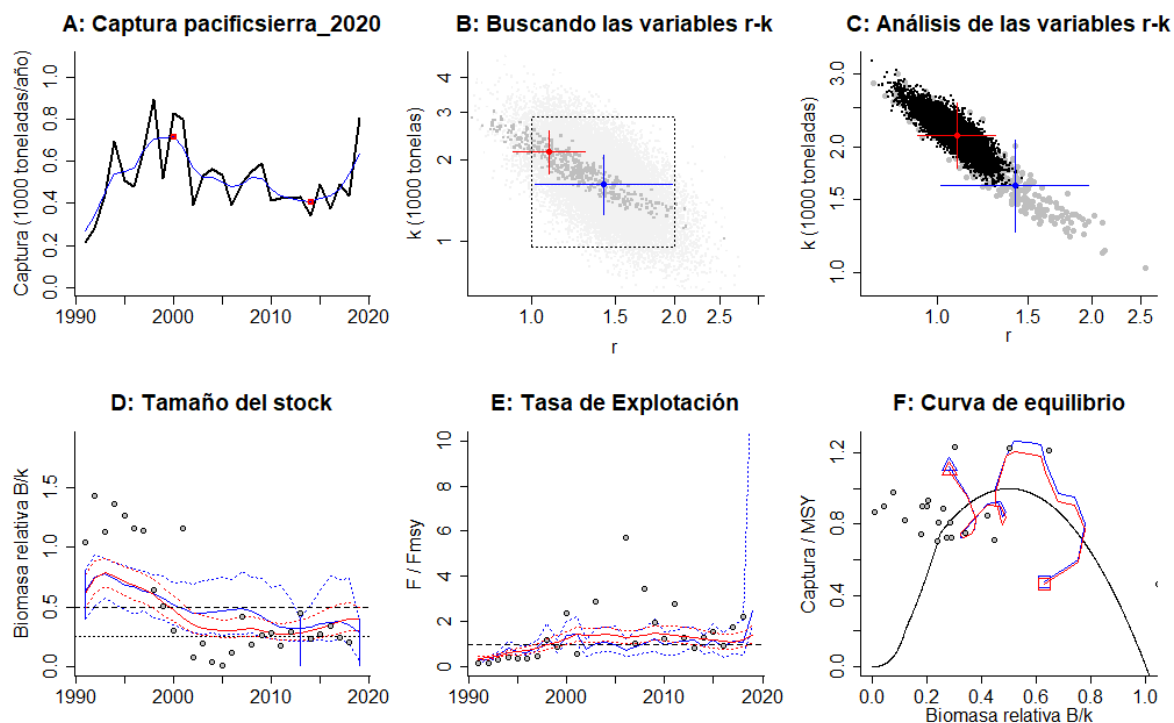 A: Captura pacificsierra_2020
Captura (1000 toneladas/año)
0.0 0.2 0.4 0.6 0.8 1.0
1990 2000 2010 2020
B: Buscando las variables r-k
k (1000 tonelas)
1 2 3 4
1.0 1.5 2.0 2.5
r
C: Análisis de las variables r-k
k (1000 toneladas)
1.0 1.5 2.0 3.0
1.0 1.5 2.0 2.5
r
D: Tamaño del stock
Biomasa relativa B/k
0.0 0.5 1.0 1.5
1990 2000 2010 2020
E: Tasa de Explotación
F / Fmsy
0 2 4 6 8 10
1990 2000 2010 2020
F: Curva de equilibrio
Captura / MSY
0.0 0.4 0.8 1.2
0.0 0.2 0.4 0.6 0.8 1.0
Biomasa relativa B/k